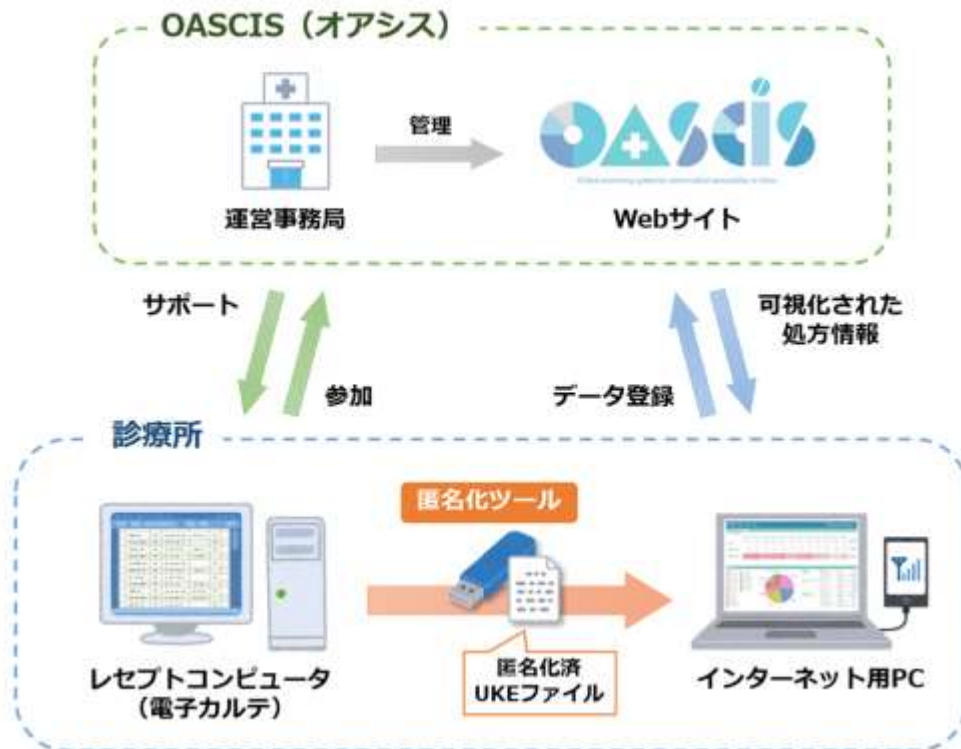 OASCIS（オアシス）
管理
OASCIS
運営事務局
Webサイト
サポート
参加
データ登録
可視化された
処方情報
診療所
匿名化ツール
匿名化済
UKEファイル
レセプトコンピュータ
（電子カルテ）
インターネット用PC